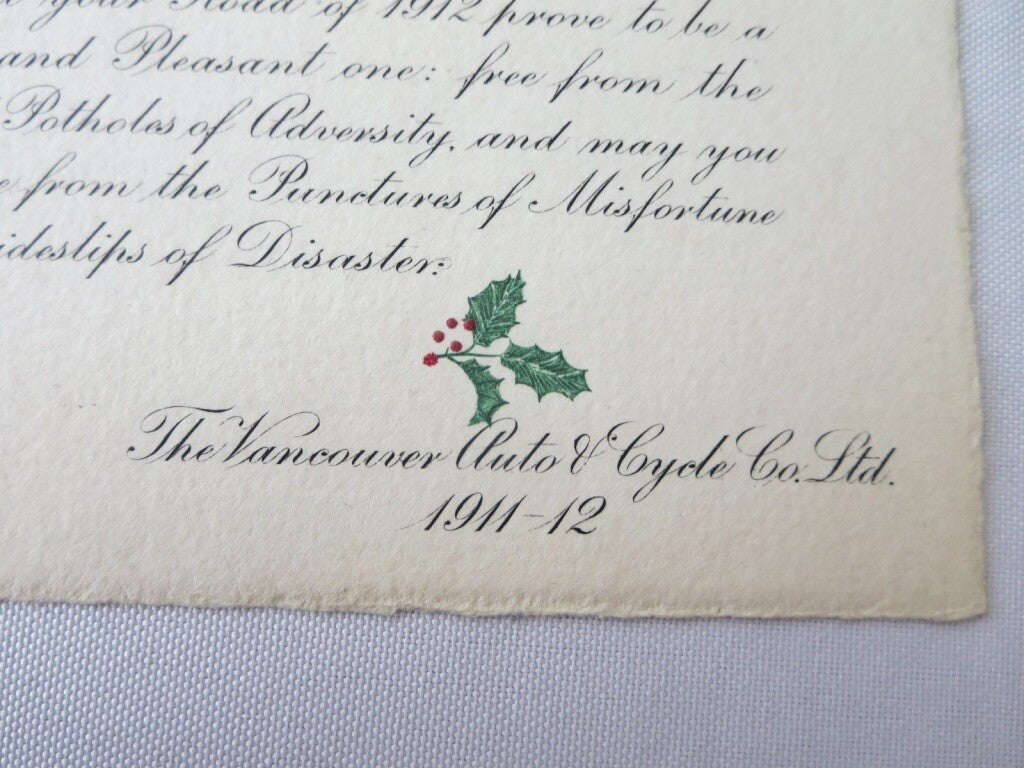 your Road of 1912 prove to be a
and Pleasant one: free from the
Potholes of Adversity, and may you
from the Punctures of Misfortune
ideslips of Disaster:
The Vancouver Auto & Cycle Co. Ltd.
1911-12